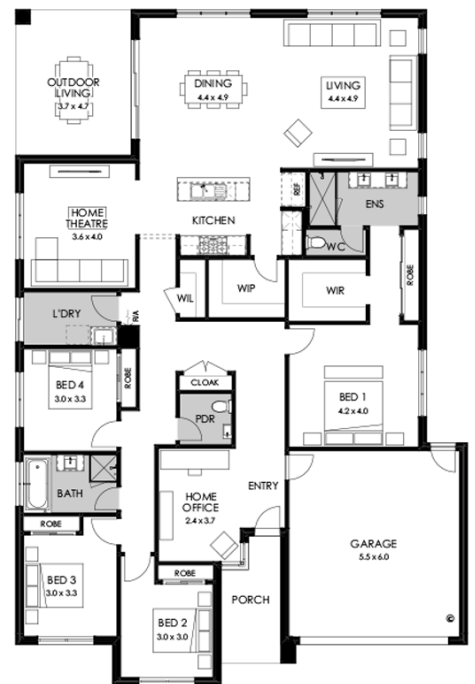 OUTDOOR
LIVING
3.7 x 4.7
DINING
4.4 x 4.9
LIVING
4.4 x 4.9
HOME
THEATRE
3.6 x 4.0
KITCHEN
REF
ENS
WC
WIL
WIP
WIR
ROBE
L'DRY
R/A
BED 4
3.0 x 3.3
ROBE
CLOAK
BED 1
4.2 x 4.0
PDR
BATH
HOME
OFFICE
2.4 x 3.7
ENTRY
ROBE
GARAGE
5.5 x 6.0
BED 3
3.0 x 3.3
ROBE
BED 2
3.0 x 3.0
PORCH
©